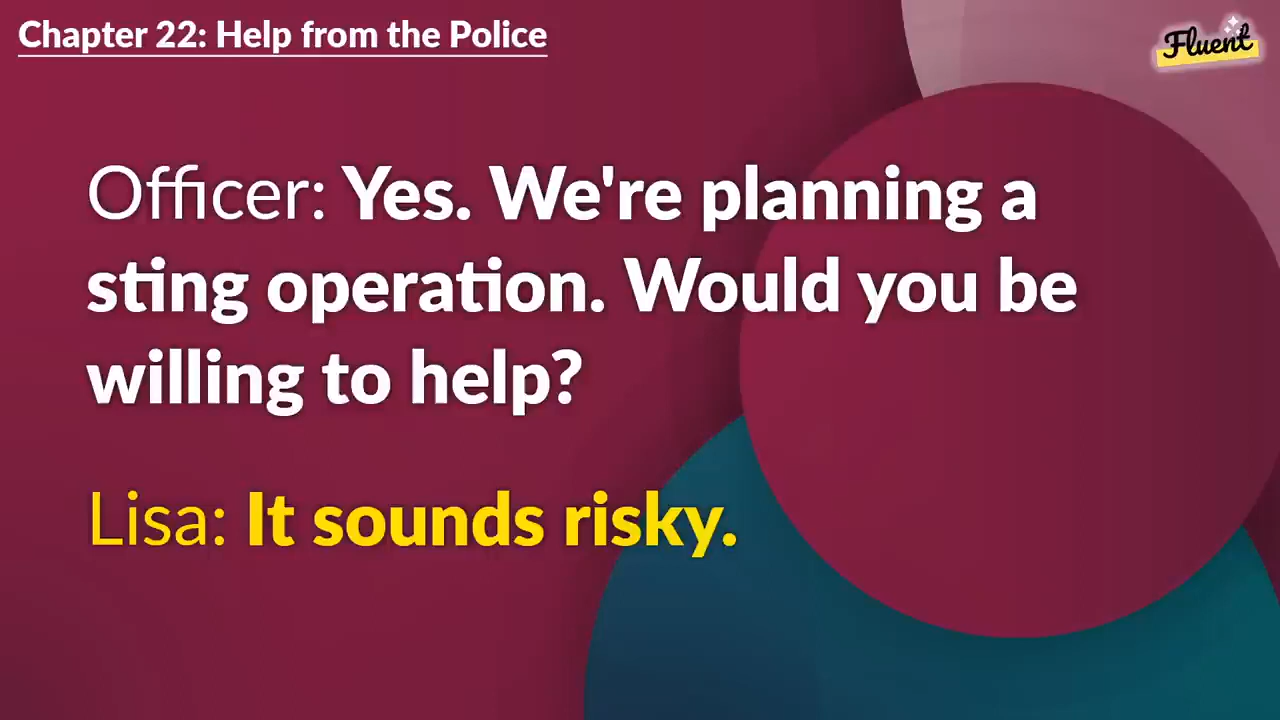 Chapter 22: Help from the Police
Fluent
Officer: Yes. We're planning a
sting operation. Would you be
willing to help?
Lisa: It sounds risky.